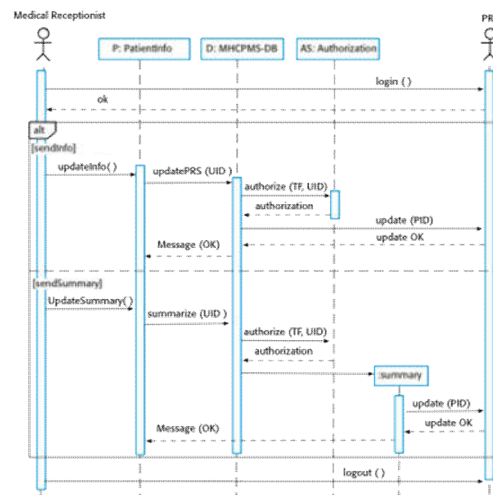 Medical Receptionist
PR
P: PatientInfo
D: MHCPMS-DB
AS: Authorization
login ( )
ok
alt
[sendInfo]
updateInfo( )
updatePRS (UID )
authorize (TF, UID)
authorization
update (PID)
update OK
Message (OK)
[sendSummary]
UpdateSummary( )
summarize (UID )
authorize (TF, UID)
authorization
:summary
update (PID)
update OK
Message (OK)
logout ( )